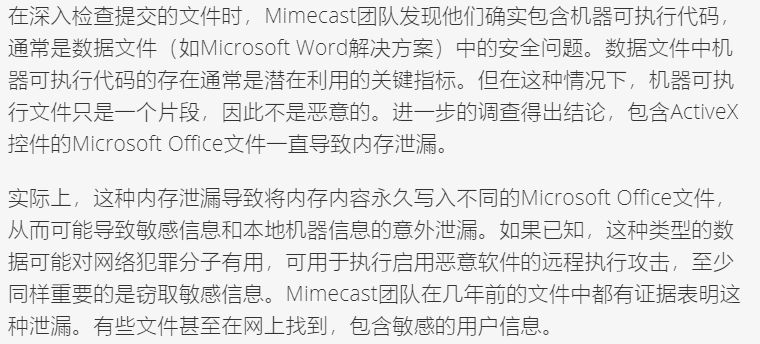 在深入检查提交的文件时，Mimecast团队发现他们确实包含机器可执行代码，
通常是数据文件（如Microsoft Word解决方案）中的安全问题。数据文件中机
器可执行代码的存在通常是潜在利用的关键指标。但在这种情况下，机器可执
行文件只是一个片段，因此不是恶意的。进一步的调查得出结论，包含ActiveX
控件的Microsoft Office文件一直导致内存泄漏。
实际上，这种内存泄漏导致将内存内容永久写入不同的Microsoft Office文件，
从而可能导致敏感信息和本地机器信息的意外泄漏。如果已知，这种类型的数
据可能对网络犯罪分子有用，可用于执行启用恶意软件的远程执行攻击，至少
同样重要的是窃取敏感信息。Mimecast团队在几年前的文件中都有证据表明这
种泄漏。有些文件甚至在网上找到，包含敏感的用户信息。